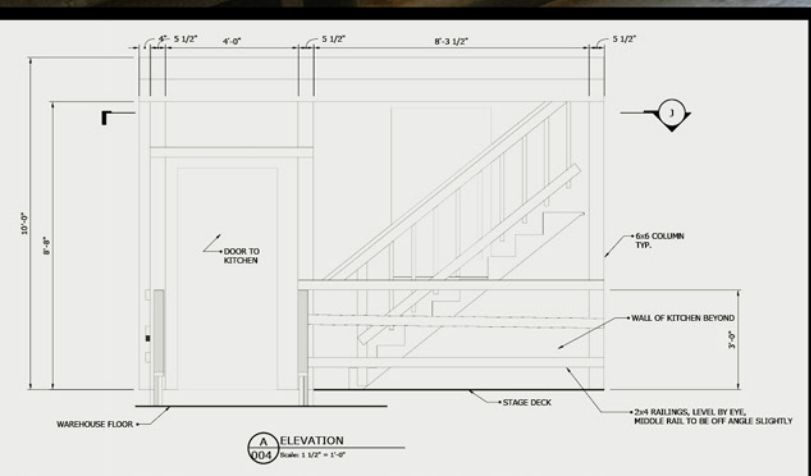 4" 5 1/2" 4'-0" 5 1/2" 8'-3 1/2" 5 1/2"
J
10'-0"
8'-8"
DOOR TO
KITCHEN
6x6 COLUMN
TYP.
WALL OF KITCHEN BEYOND
3'-0"
STAGE DECK
2x4 RAILINGS, LEVEL BY EYE,
MIDDLE RAIL TO BE OFF ANGLE SLIGHTLY
WAREHOUSE FLOOR
A
004
ELEVATION
Scale: 1 1/2" = 1'-0"